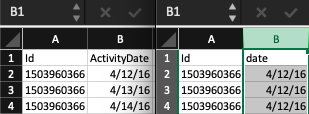 B1 B1
A B A B
1 Id ActivityDate 1 Id date
2 1503960366 4/12/16 2 1503960366 4/12/16
3 1503960366 4/13/16 3 1503960366 4/12/16
4 1503960366 4/14/16 4 1503960366 4/12/16